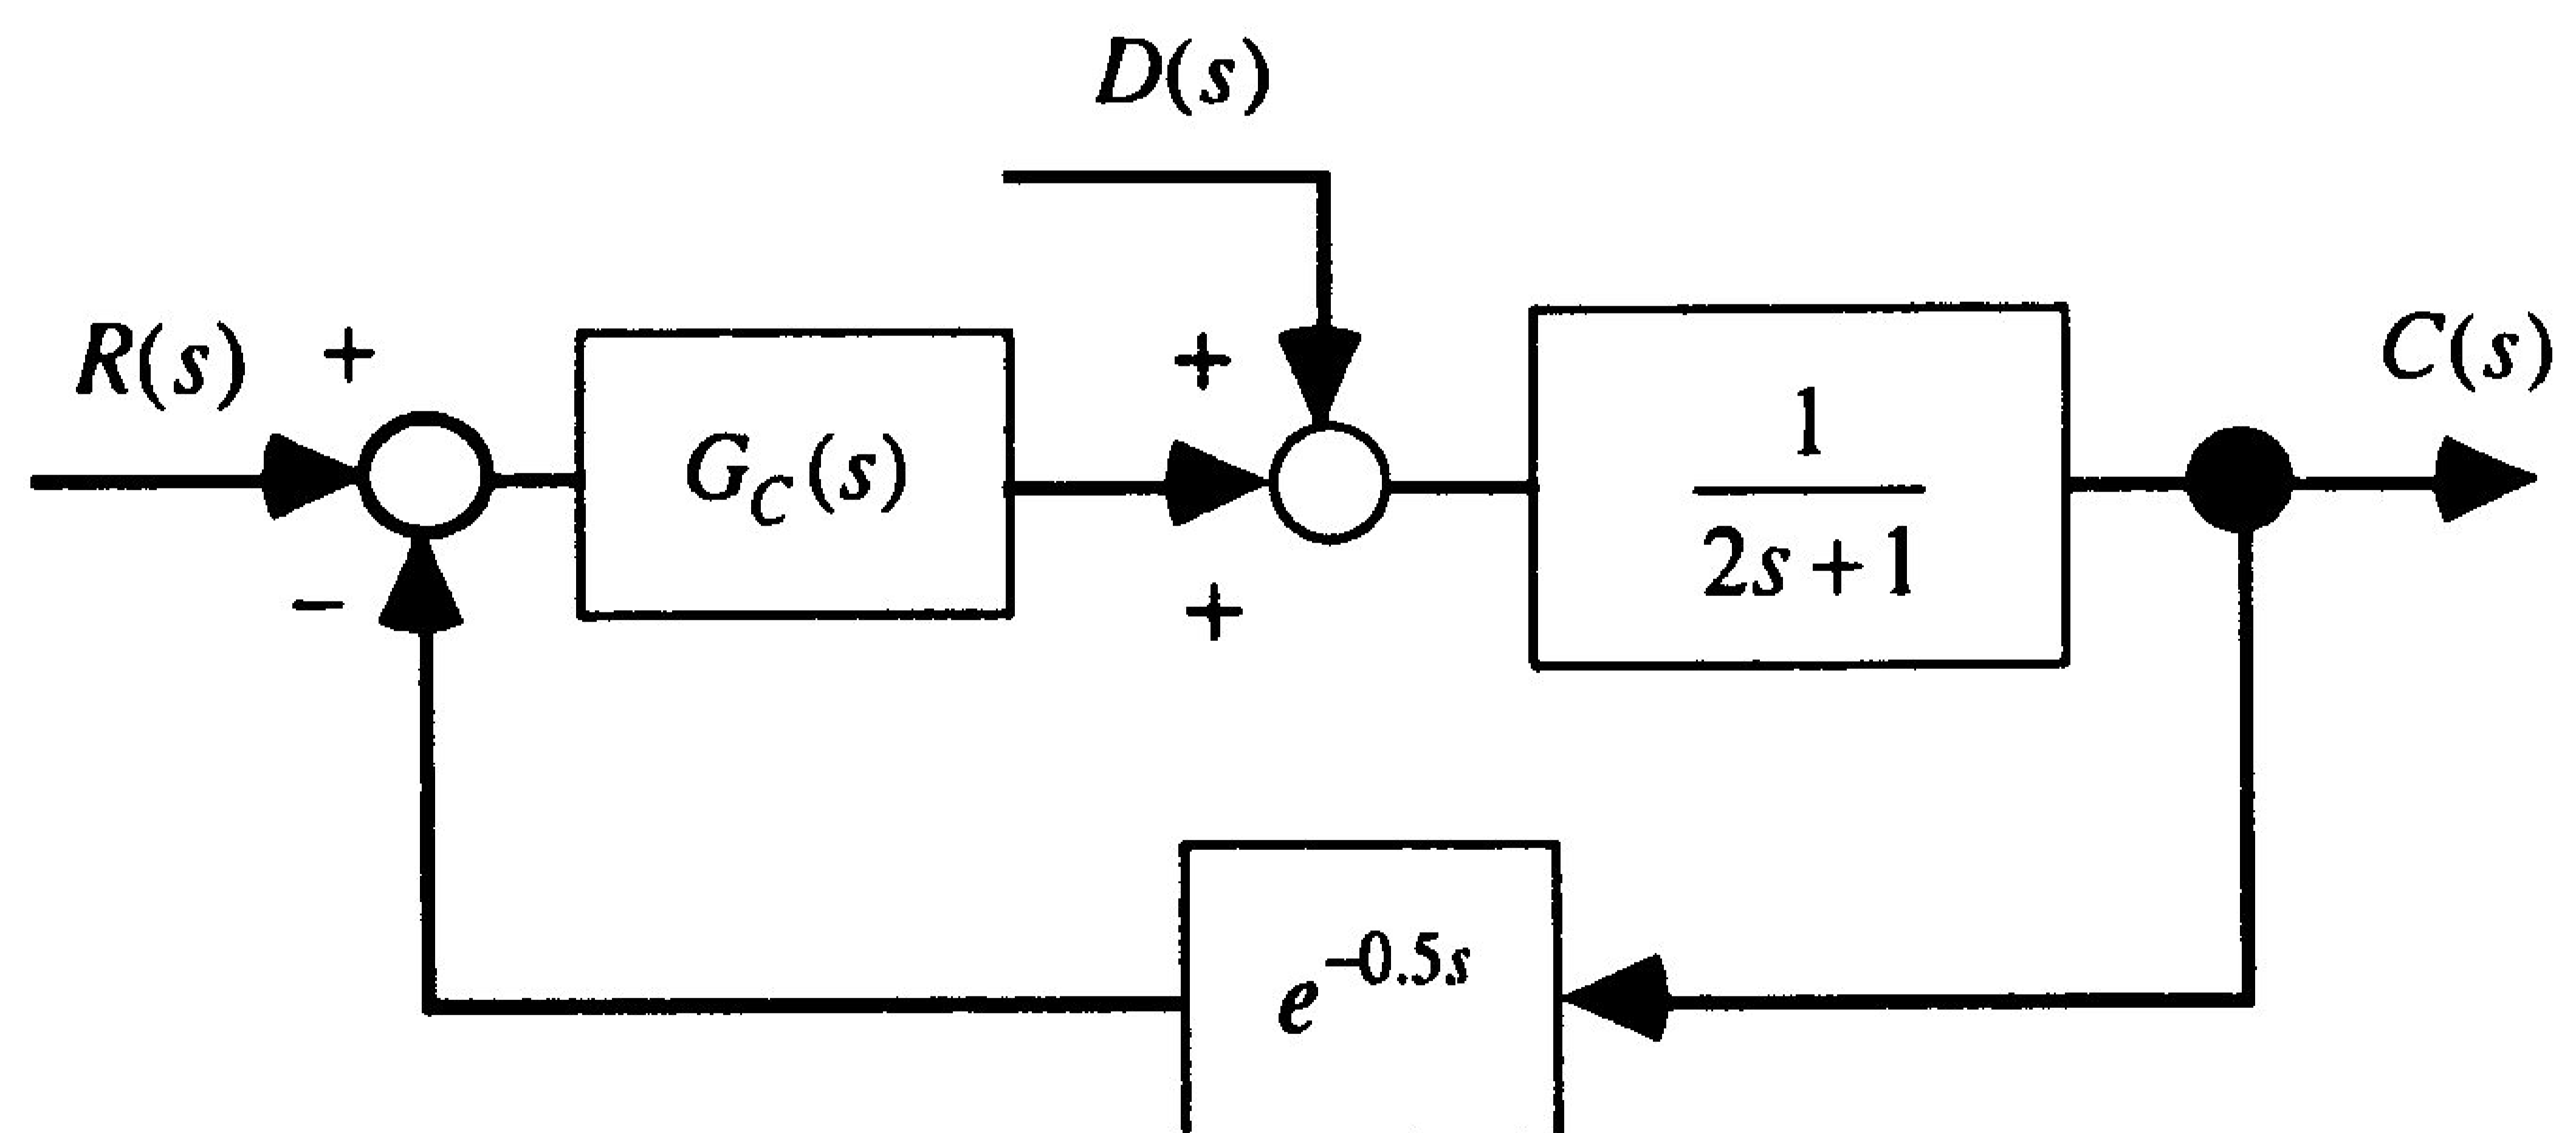 D(s)
R(s) + G_C(s) + + 1/(2s+1) C(s)
−
e^{−0.5s}